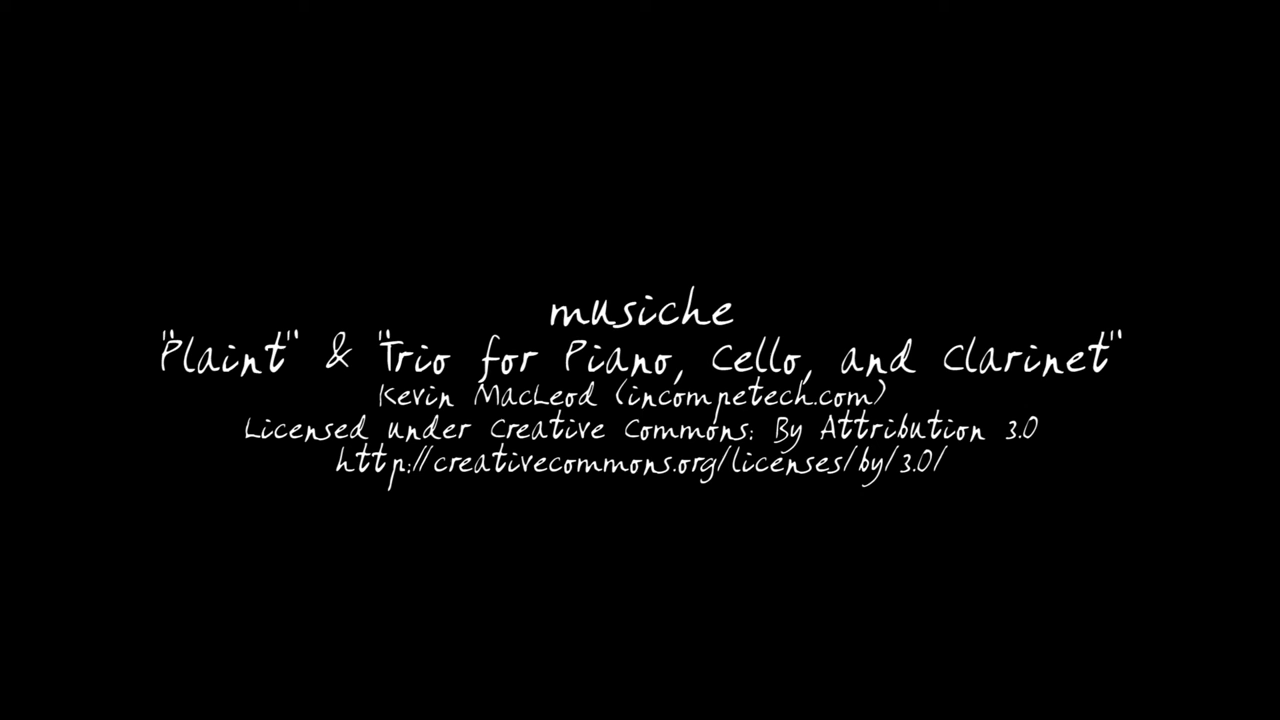 musiche
"Plaint" & "Trio for Piano, Cello, and Clarinet"
Kevin MacLeod (incompetech.com)
Licensed under Creative Commons: By Attribution 3.0
http://creativecommons.org/licenses/by/3.0/